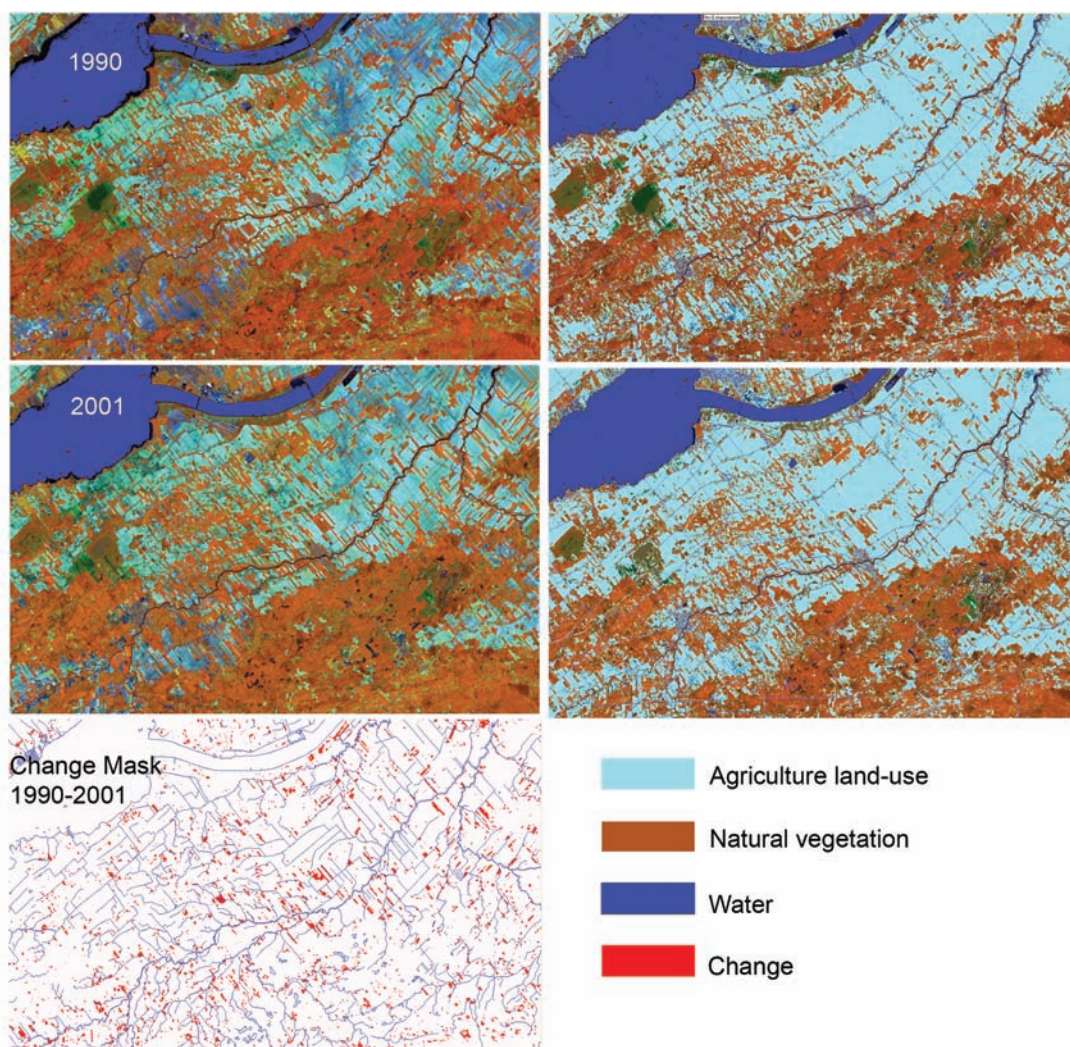 1990
2001
Change Mask
1990-2001
Agriculture land-use
Natural vegetation
Water
Change